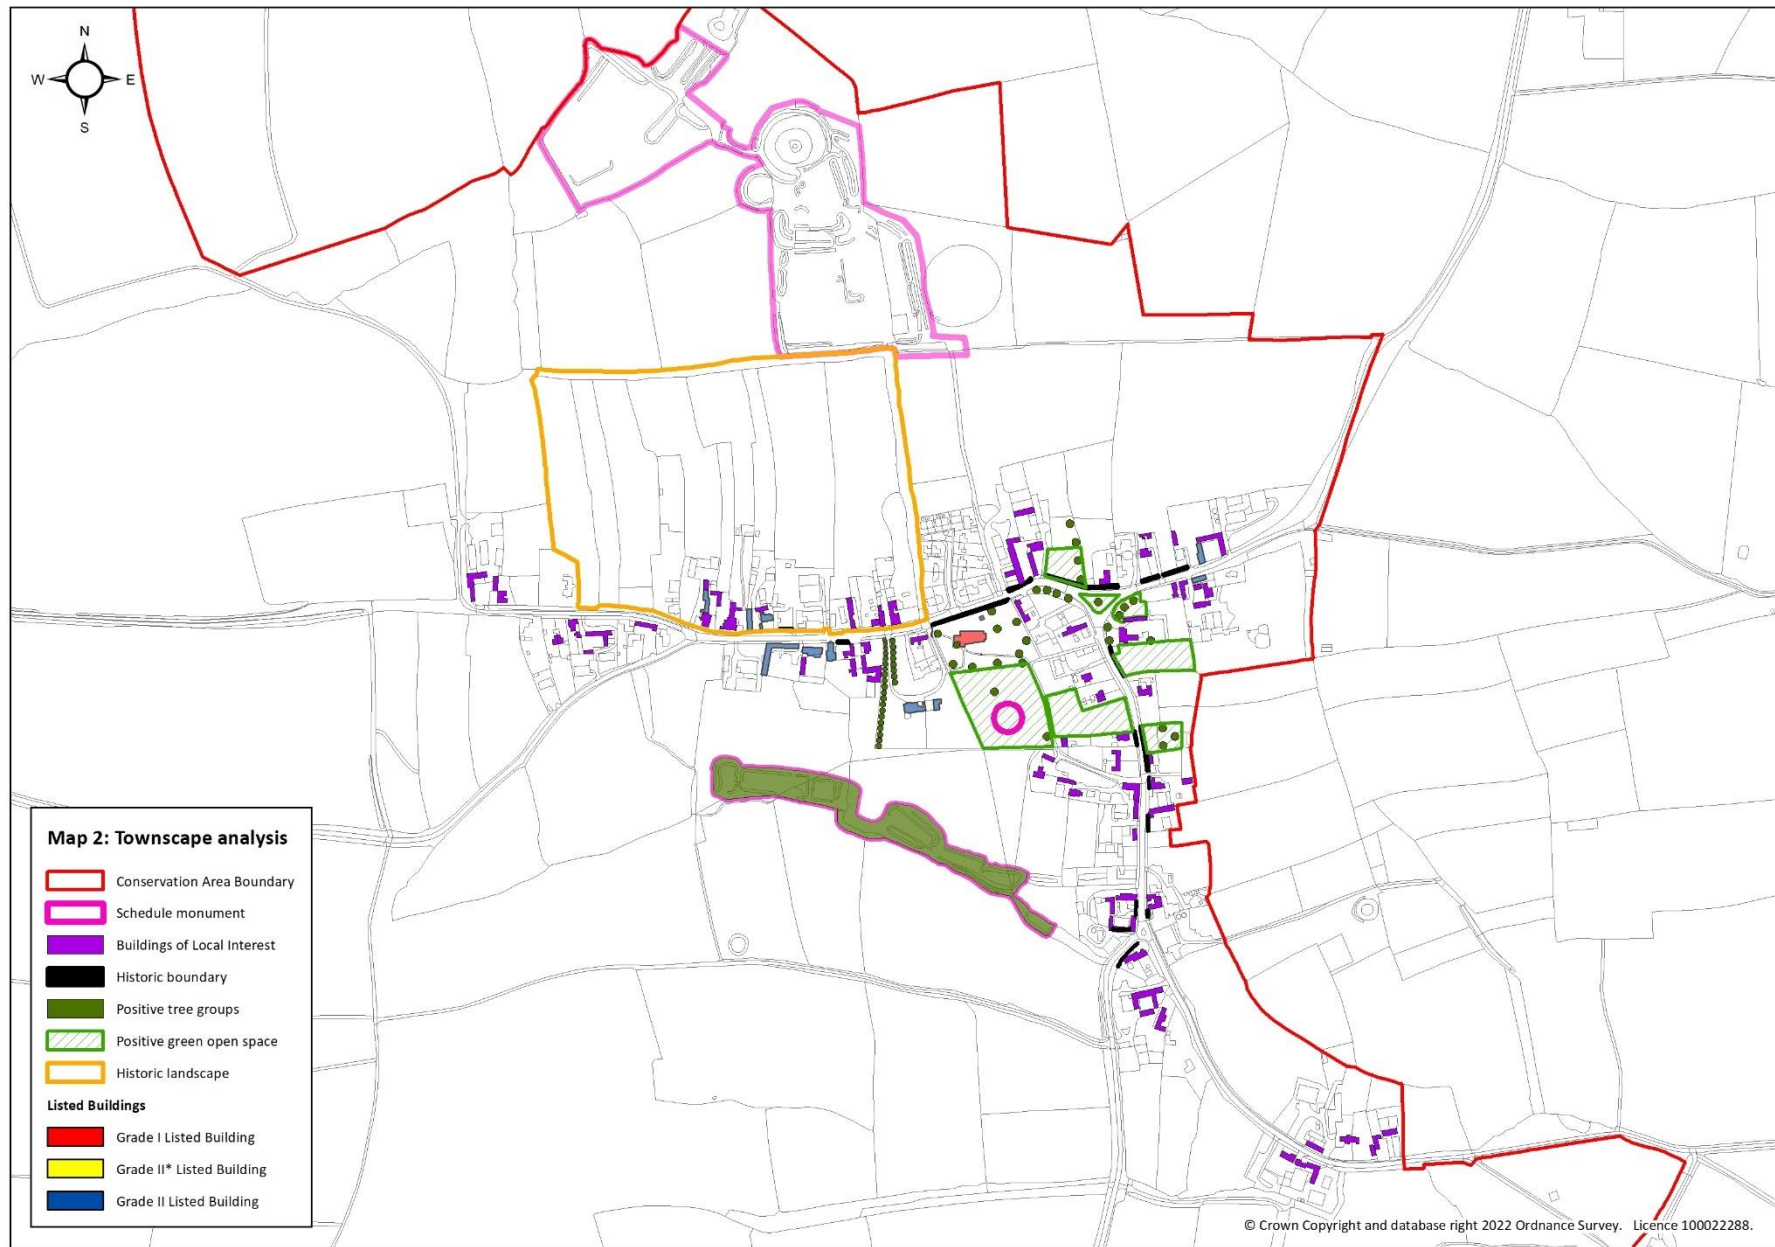 N
W E
S
Map 2: Townscape analysis
Conservation Area Boundary
Schedule monument
Buildings of Local Interest
Historic boundary
Positive tree groups
Positive green open space
Historic landscape
Listed Buildings
Grade I Listed Building
Grade II* Listed Building
Grade II Listed Building
© Crown Copyright and database right 2022 Ordnance Survey. Licence 100022288.